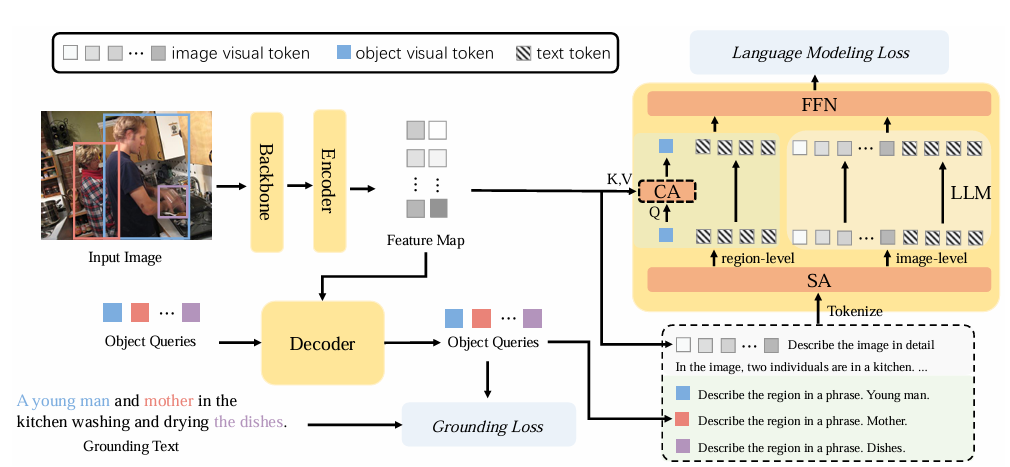 image visual token
object visual token
text token
Language Modeling Loss
FFN
Backbone
Encoder
K,V
CA
Q
LLM
Feature Map
Input Image
region-level
image-level
SA
Tokenize
Object Queries
Decoder
Object Queries
Describe the image in detail
In the image, two individuals are in a kitchen. ...
Describe the region in a phrase. Young man.
Describe the region in a phrase. Mother.
Describe the region in a phrase. Dishes.
A young man and mother in the
kitchen washing and drying the dishes.
Grounding Text
Grounding Loss